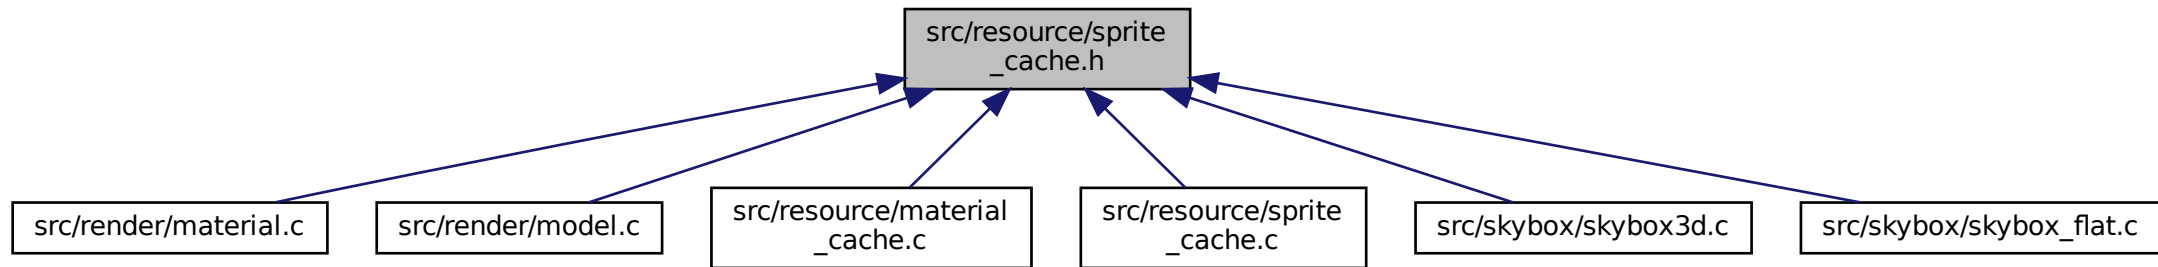 src/resource/sprite
_cache.h
src/render/material.c
src/render/model.c
src/resource/material
_cache.c
src/resource/sprite
_cache.c
src/skybox/skybox3d.c
src/skybox/skybox_flat.c